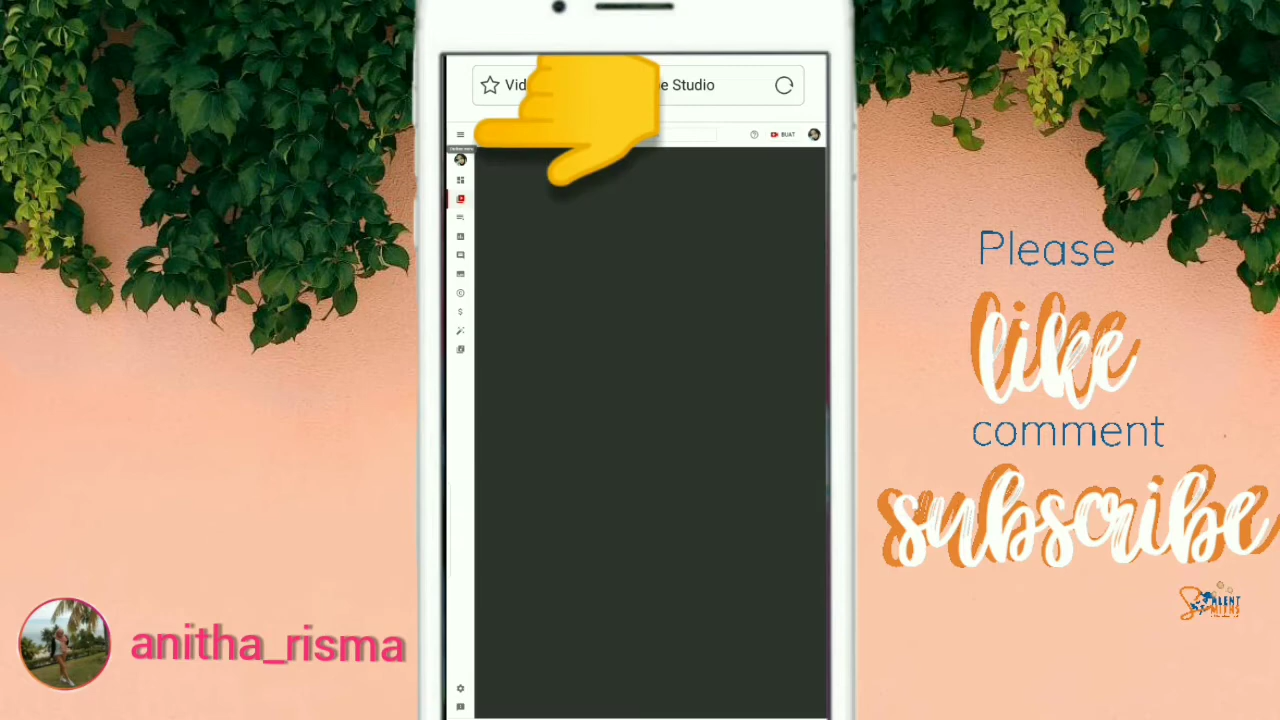 Vid
e Studio
BUAT
Please
like
comment
subscribe
anitha_risma